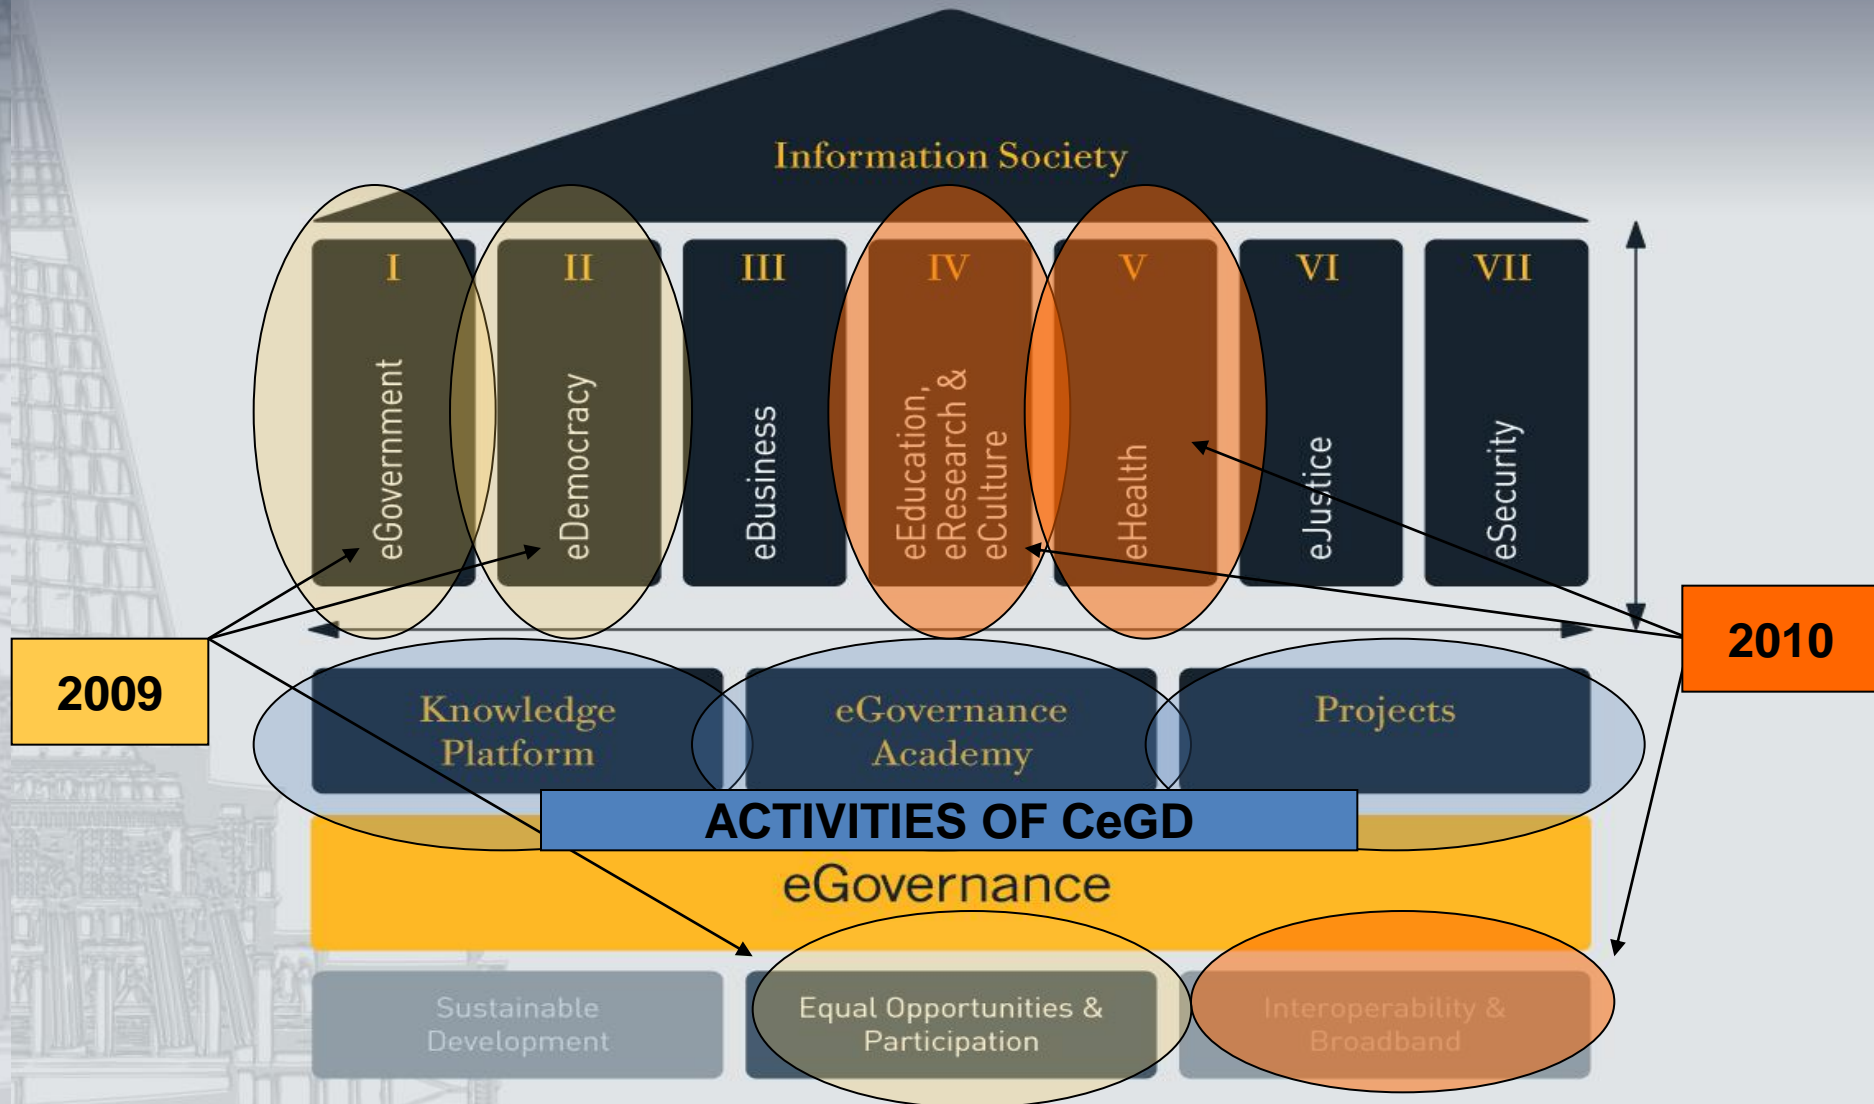 Information Society
I
II
III
IV
V
VI
VII
eGovernment
eDemocracy
eBusiness
eEducation,
eResearch &
eCulture
eHealth
eJustice
eSecurity
2009
2010
Knowledge
Platform
eGovernance
Academy
Projects
ACTIVITIES OF CeGD
eGovernance
Sustainable
Development
Equal Opportunities &
Participation
Interoperability &
Broadband